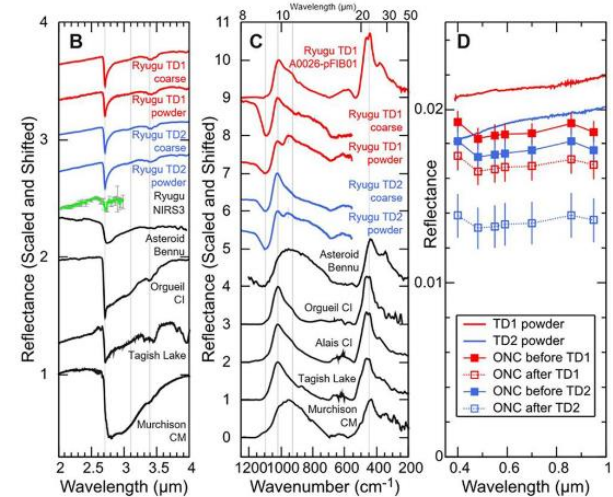 B
Reflectance (Scaled and Shifted)
4
3
2
1
Ryugu TD1
coarse
Ryugu TD1
powder
Ryugu TD2
coarse
Ryugu TD2
powder
Ryugu
NIRS3
Asteroid
Bennu
Orgueil
CI
Tagish Lake
Murchison
CM
2 2.5 3 3.5 4
Wavelength (μm)
Wavelength (μm)
8 10 20 30 50
C
Reflectance (Scaled and Shifted)
11
10
9
8
7
6
5
4
3
2
1
0
Ryugu TD1
A0026-pFIB01
Ryugu TD1
coarse
Ryugu TD1
powder
Ryugu TD2
coarse
Ryugu TD2
powder
Asteroid
Bennu
Orgueil CI
Alais CI
Tagish Lake
Murchison
CM
1200 1000 800 600 400 200
Wavenumber (cm⁻¹)
D
Reflectance
0.02
0.01
0
TD1 powder
TD2 powder
ONC before TD1
ONC after TD1
ONC before TD2
ONC after TD2
0.4 0.6 0.8 1
Wavelength (μm)